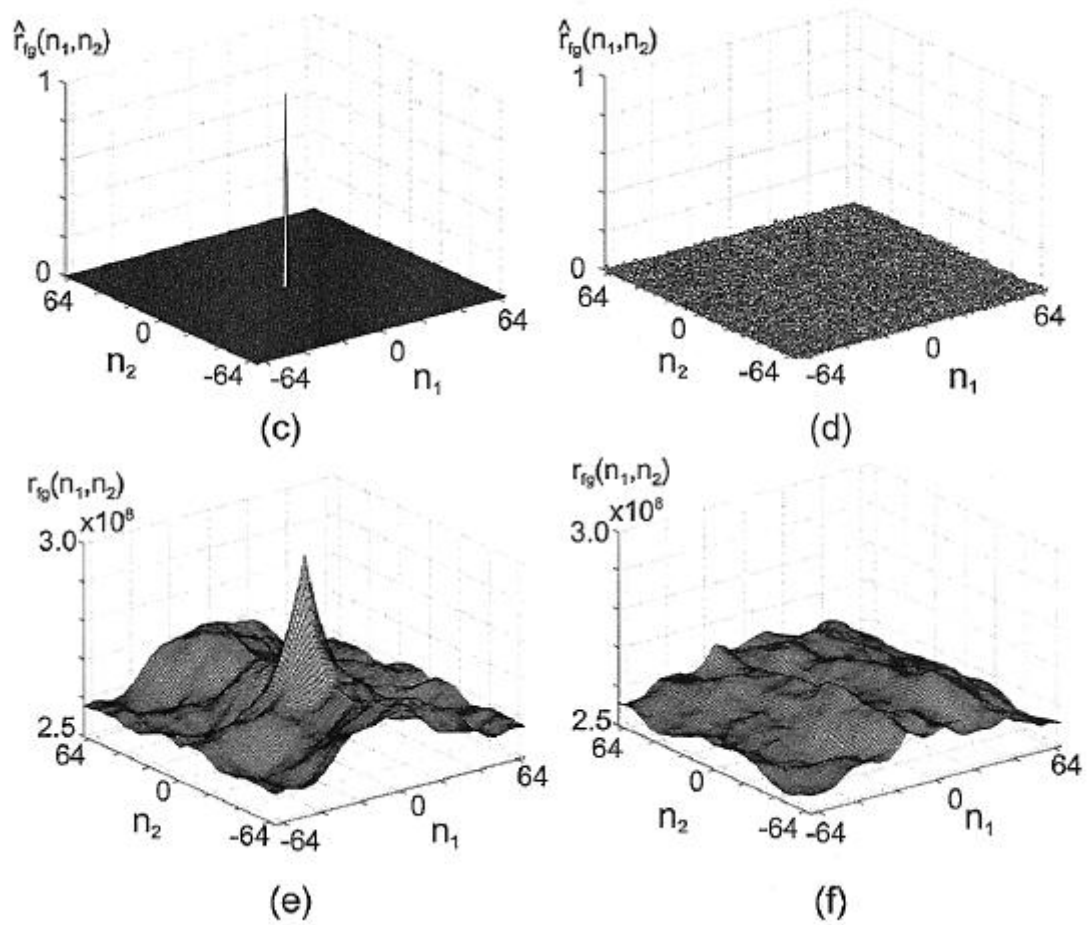 r̂fg(n₁,n₂)
1
0
64
0
-64
n₂
-64
0
64
n₁
(c)
r̂fg(n₁,n₂)
1
0
64
0
-64
n₂
-64
0
64
n₁
(d)
rfg(n₁,n₂)
x10⁸
3.0
2.5
64
0
-64
n₂
-64
0
64
n₁
(e)
rfg(n₁,n₂)
x10⁸
3.0
2.5
64
0
-64
n₂
-64
0
64
n₁
(f)